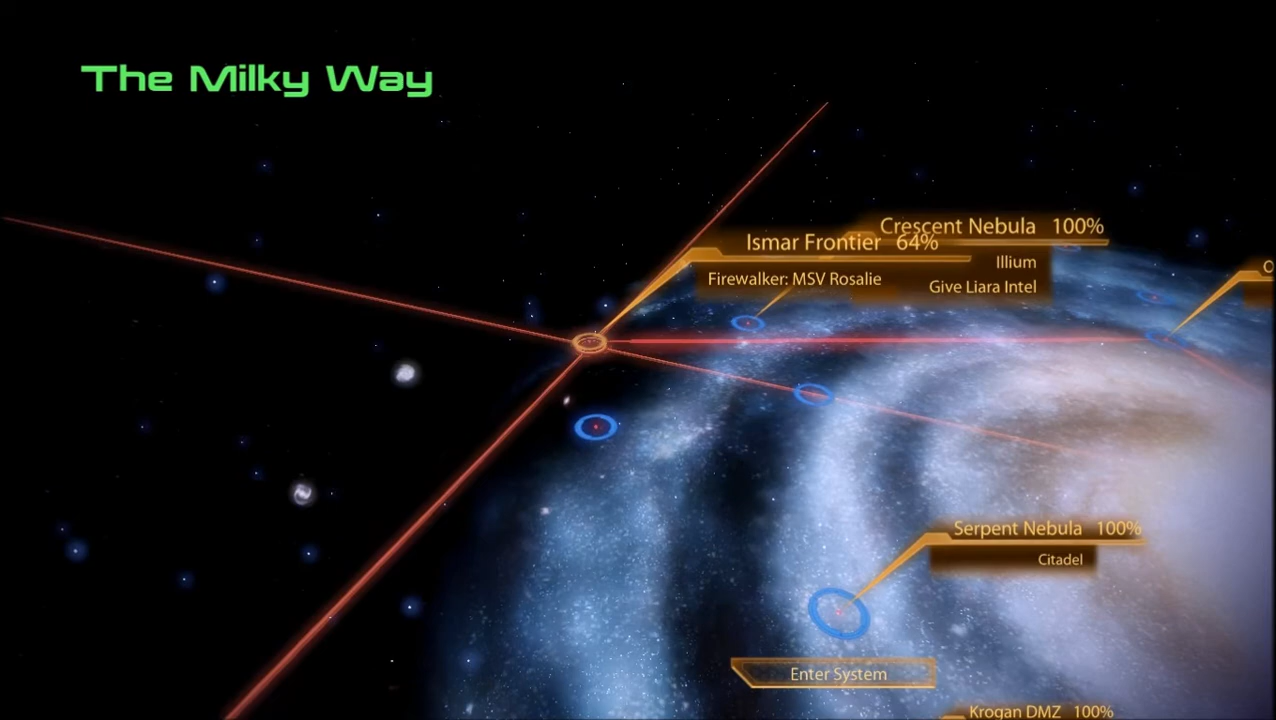 The Milky Way
Crescent Nebula 100%
Ismar Frontier 64%
Illium
Firewalker: MSV Rosalie
Give Liara Intel
O
Serpent Nebula 100%
Citadel
Enter System
Krogan DMZ 100%